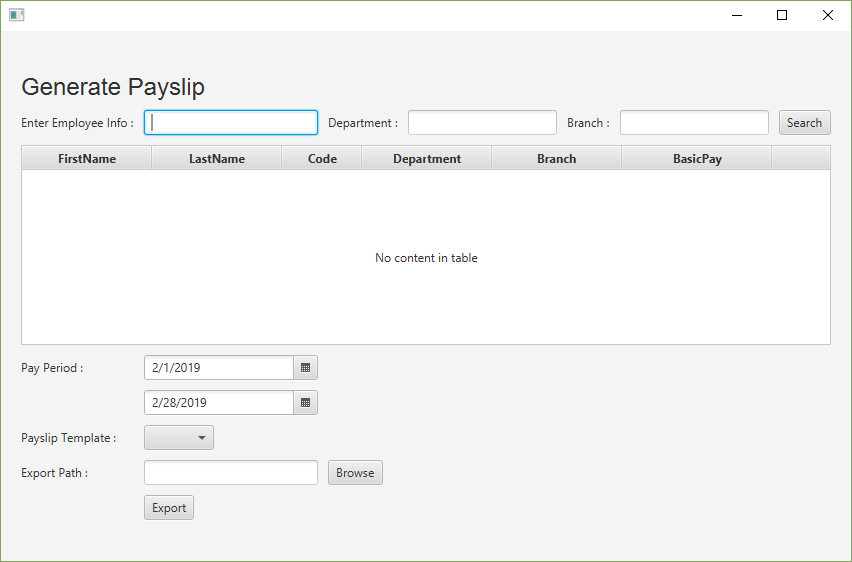 Generate Payslip
Enter Employee Info : Department : Branch : Search
FirstName LastName Code Department Branch BasicPay
No content in table
Pay Period : 2/1/2019
2/28/2019
Payslip Template :
Export Path : Browse
Export